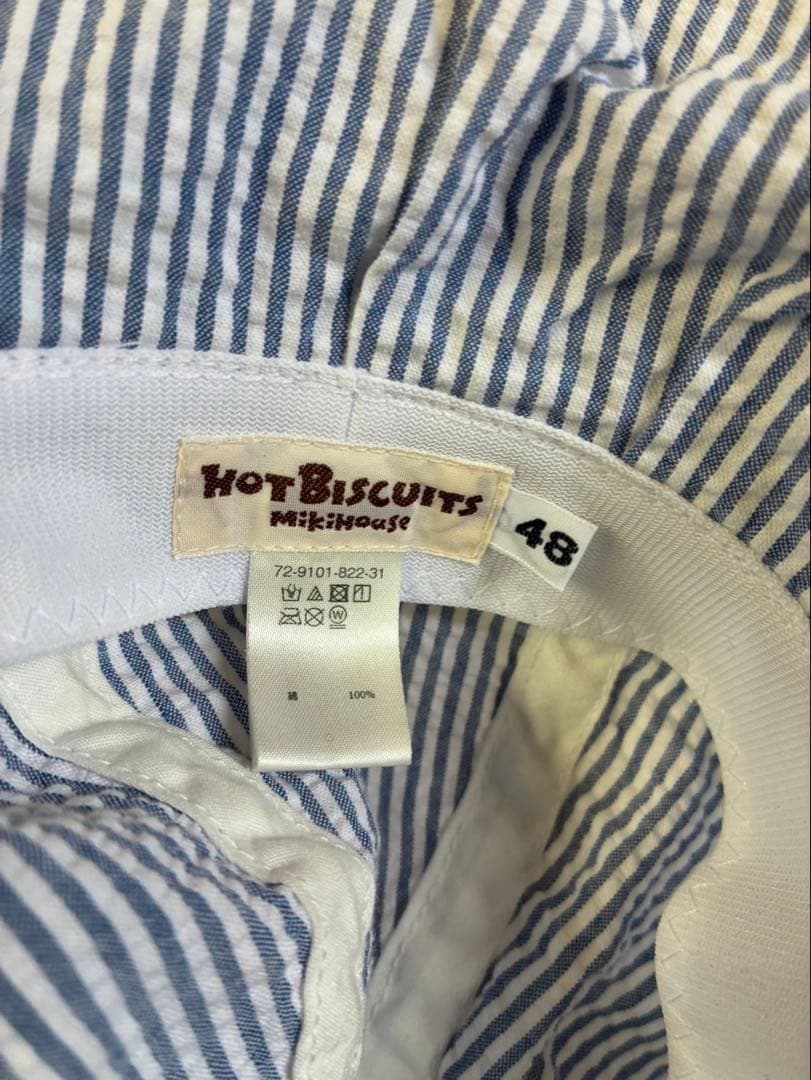 HOT BISCUITS
MIKIHOUSE
48
72-9101-822-31
W
綿 100%